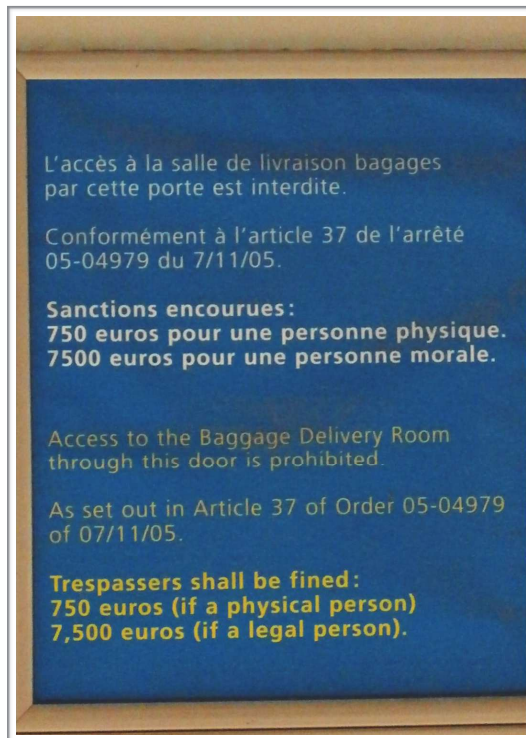 L'accès à la salle de livraison bagages
par cette porte est interdite.
Conformément à l'article 37 de l'arrêté
05-04979 du 7/11/05.
Sanctions encourues:
750 euros pour une personne physique.
7500 euros pour une personne morale.
Access to the Baggage Delivery Room
through this door is prohibited.
As set out in Article 37 of Order 05-04979
of 07/11/05.
Trespassers shall be fined:
750 euros (if a physical person)
7,500 euros (if a legal person).